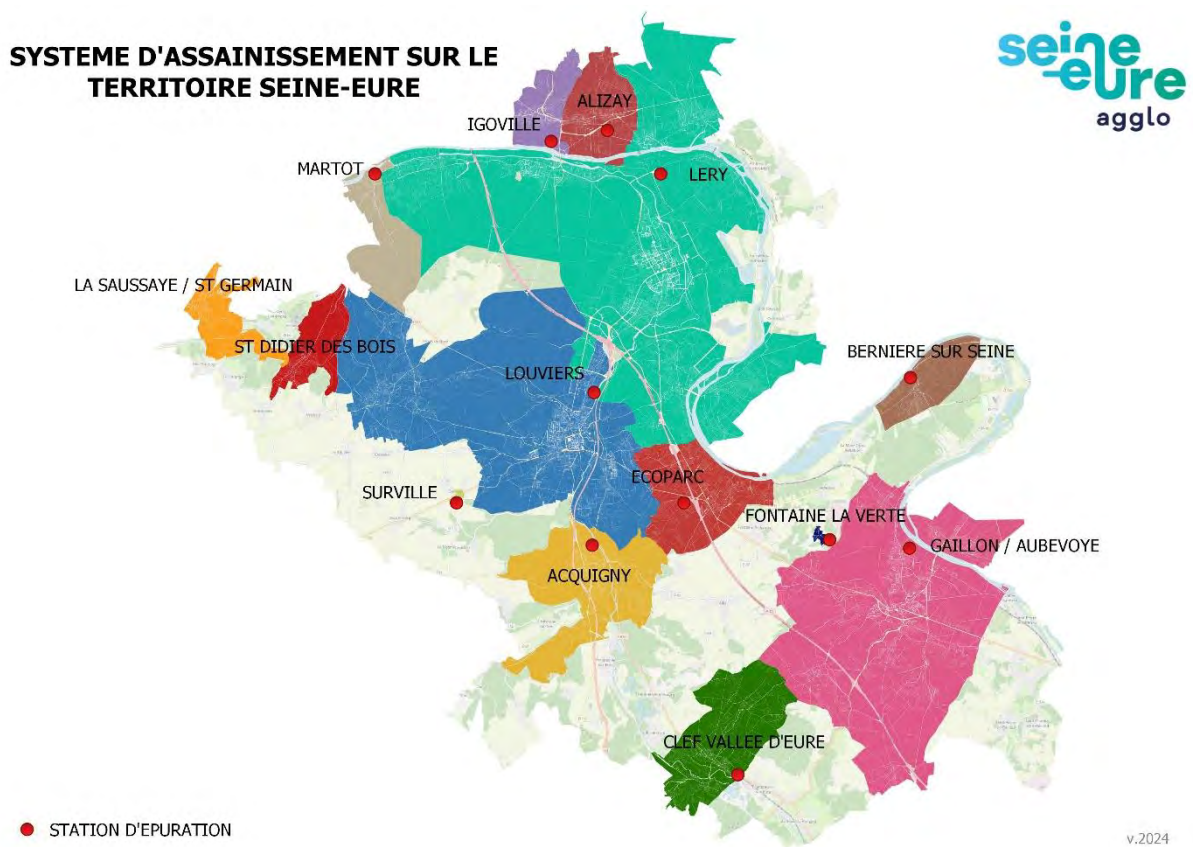 SYSTEME D'ASSAINISSEMENT SUR LE
TERRITOIRE SEINE-EURE
seine
-eure
agglo
ALIZAY
IGOVILLE
MARTOT
LERY
LA SAUSSAYE / ST GERMAIN
ST DIDIER DES BOIS
BERNIERE SUR SEINE
LOUVIERS
ECOPARC
SURVILLE
FONTAINE LA VERTE
GAILLON / AUBEVOYE
ACQUIGNY
CLEF VALLEE D'EURE
STATION D'EPURATION
v.2024